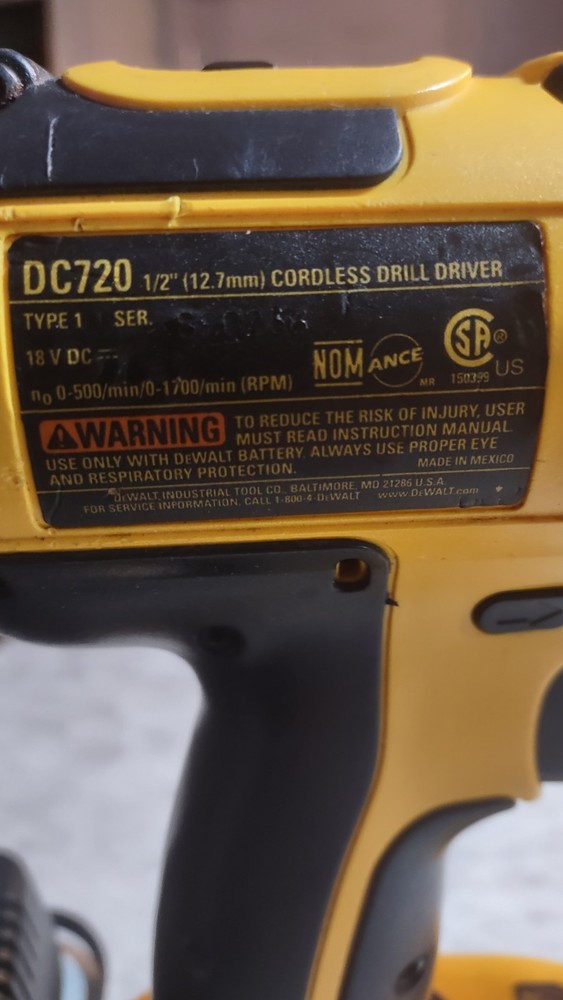 DC720 1/2" (12.7mm) CORDLESS DRILL DRIVER
TYPE 1 SER.
18 V DC⎓
NOM ANCE MR
SA ® 150399 US
n₀ 0-500/min/0-1700/min (RPM)
WARNING TO REDUCE THE RISK OF INJURY, USER
MUST READ INSTRUCTION MANUAL.
USE ONLY WITH DEWALT BATTERY. ALWAYS USE PROPER EYE
AND RESPIRATORY PROTECTION. MADE IN MEXICO
DEWALT INDUSTRIAL TOOL CO., BALTIMORE, MD 21286 U.S.A.
FOR SERVICE INFORMATION, CALL 1-800-4-DEWALT www.DEWALT.com